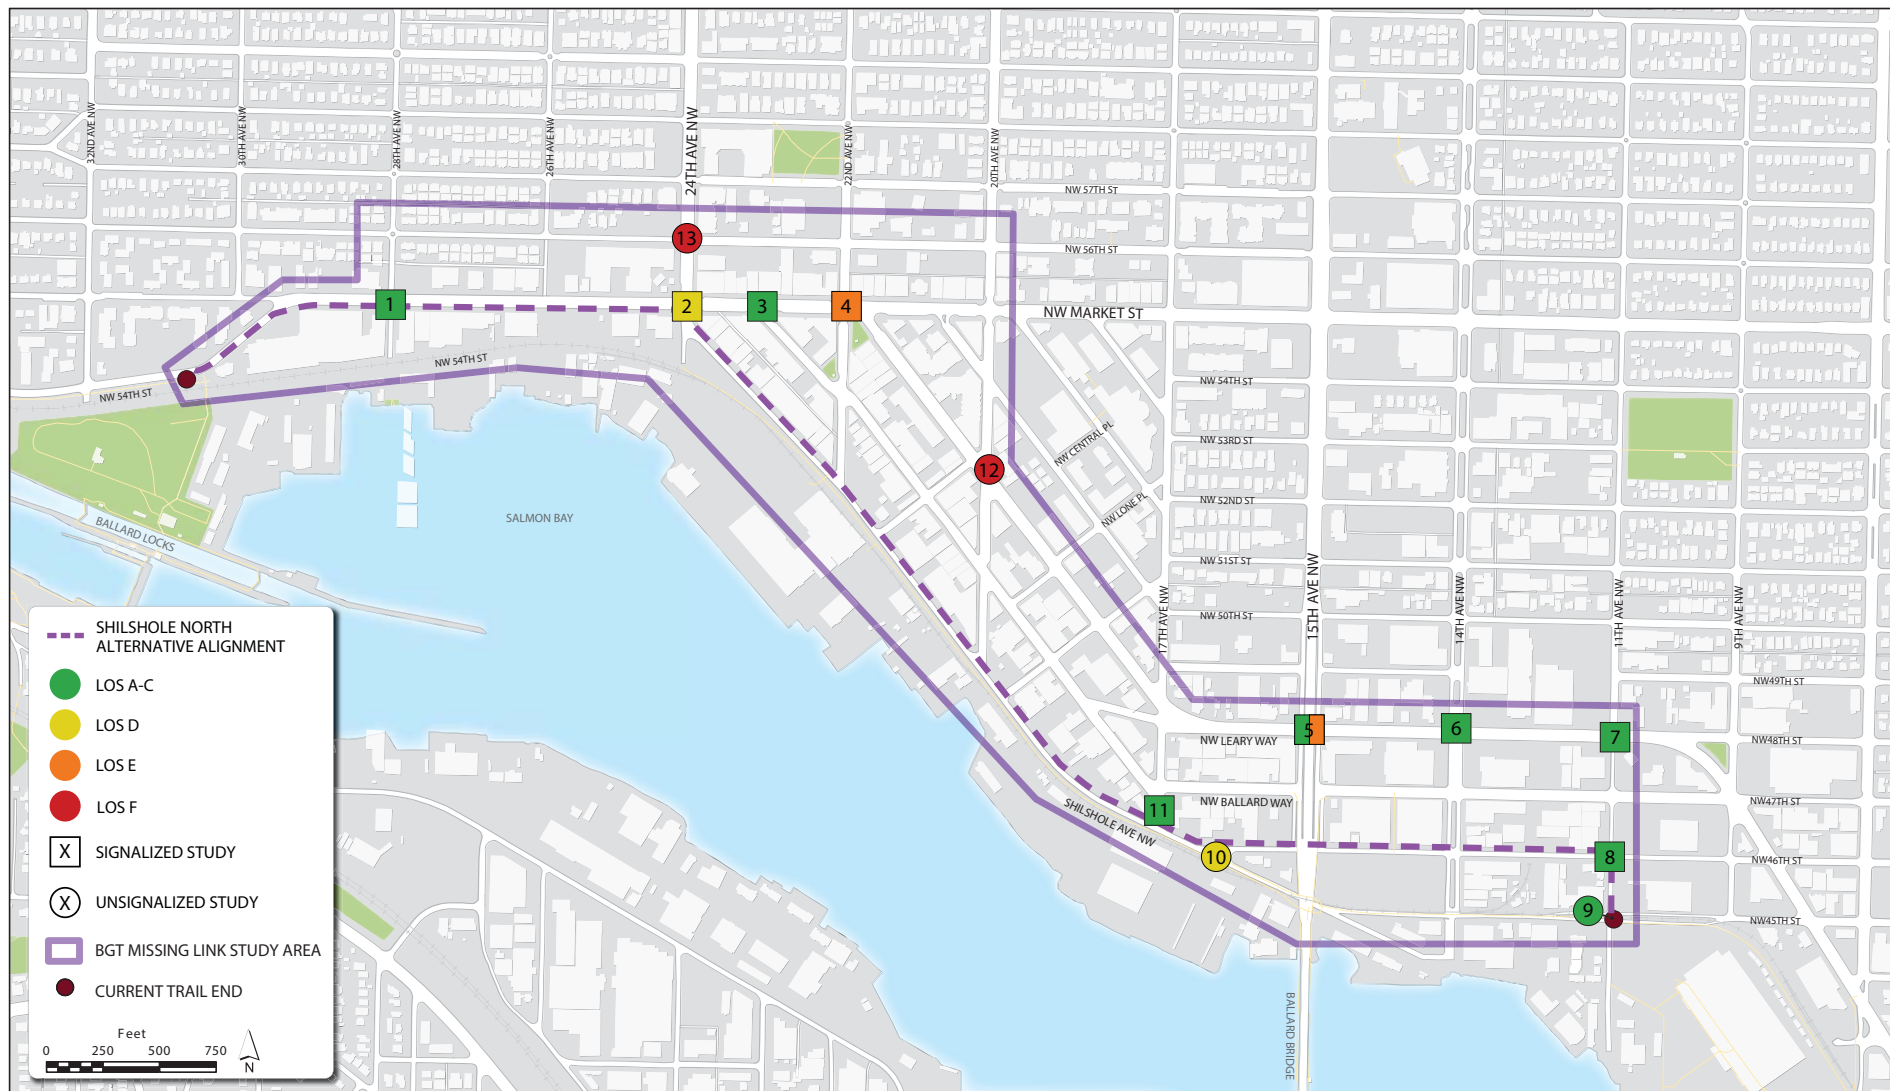 32ND AVE NW
30TH AVE NW
28TH AVE NW
26TH AVE NW
24TH AVE NW
22ND AVE NW
20TH AVE NW
NW 57TH ST
NW 56TH ST
13
1
2
3
4
NW MARKET ST
NW 54TH ST
NW 54TH ST
NW 54TH ST
NW CENTRAL PL
NW 53RD ST
12
NW LONE PL
NW 52ND ST
SALMON BAY
BALLARD LOCKS
NW 51ST ST
17TH AVE NW
15TH AVE NW
14TH AVE NW
11TH AVE NW
9TH AVE NW
NW 50TH ST
NW49TH ST
5
6
7
NW LEARY WAY
NW48TH ST
11
NW BALLARD WAY
NW47TH ST
SHILSHOLE AVE NW
10
8
NW46TH ST
9
NW45TH ST
BALLARD BRIDGE
SHILSHOLE NORTH
ALTERNATIVE ALIGNMENT
LOS A-C
LOS D
LOS E
LOS F
X SIGNALIZED STUDY
X UNSIGNALIZED STUDY
BGT MISSING LINK STUDY AREA
CURRENT TRAIL END
Feet
0 250 500 750
N